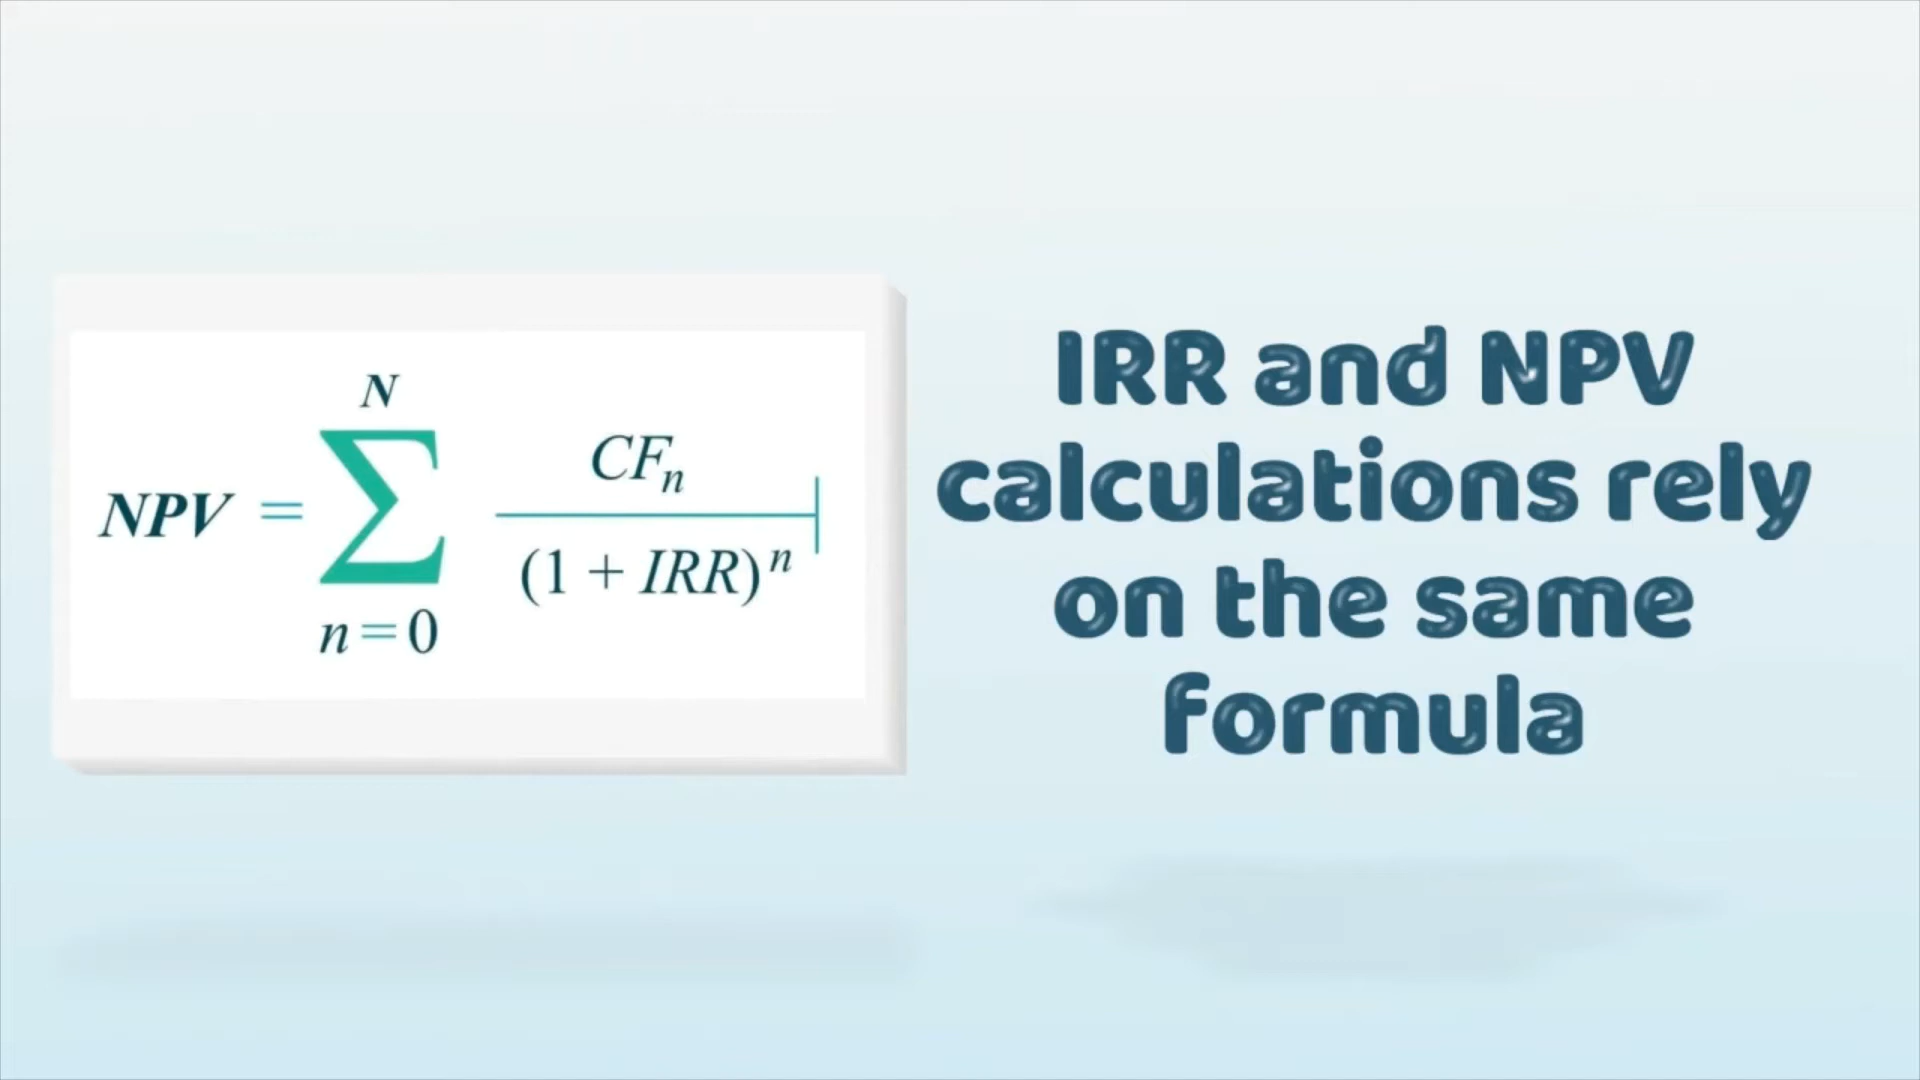 N
NPV = Σ CFₙ / (1 + IRR)ⁿ
n = 0
IRR and NPV
calculations rely
on the same
formula